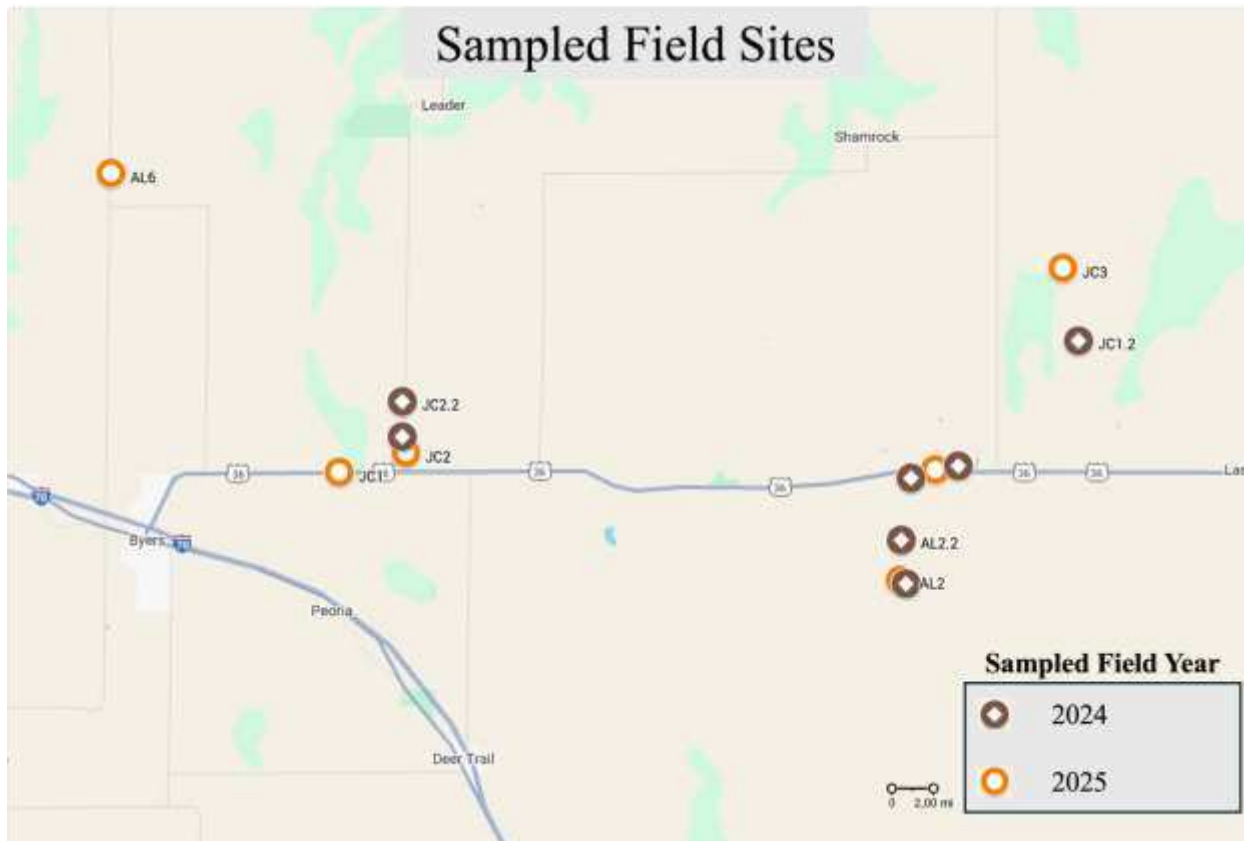 Sampled Field Sites
Leader
Shamrock
AL6
JC3
JC1.2
JC2.2
JC2
36
JC1
36
36
36
36
36
Las
70
Byers
70
AL2.2
AL2
Peoria
Sampled Field Year
2024
Deer Trail
2025
0 2,00 mi